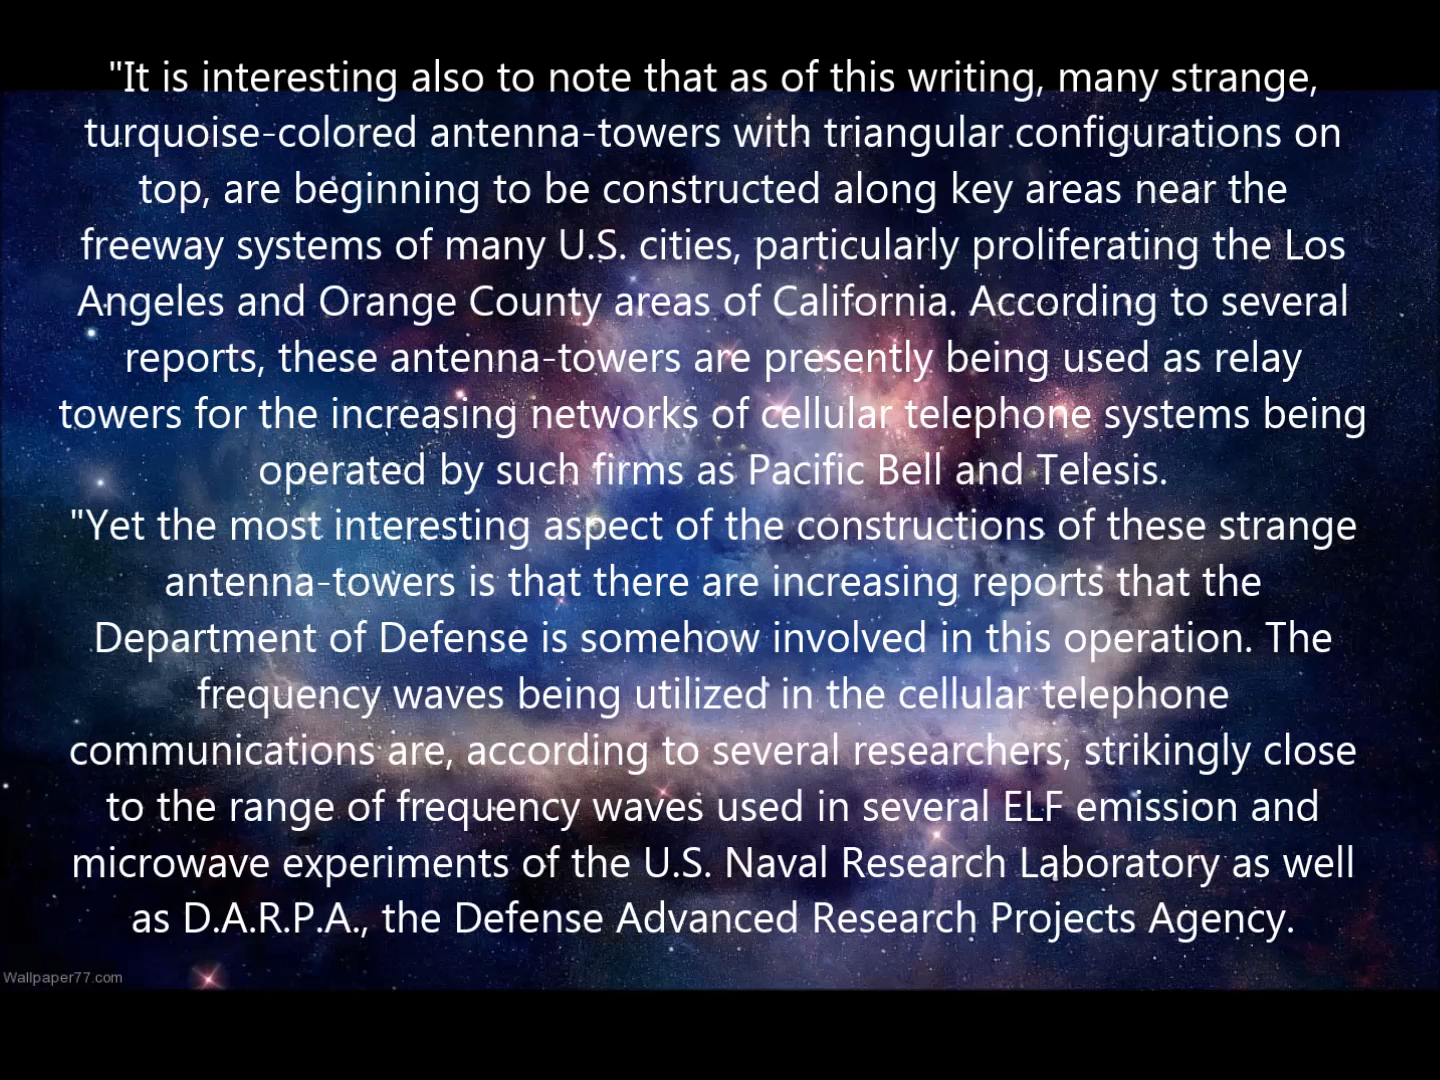 "It is interesting also to note that as of this writing, many strange,
turquoise-colored antenna-towers with triangular configurations on
top, are beginning to be constructed along key areas near the
freeway systems of many U.S. cities, particularly proliferating the Los
Angeles and Orange County areas of California. According to several
reports, these antenna-towers are presently being used as relay
towers for the increasing networks of cellular telephone systems being
operated by such firms as Pacific Bell and Telesis.
"Yet the most interesting aspect of the constructions of these strange
antenna-towers is that there are increasing reports that the
Department of Defense is somehow involved in this operation. The
frequency waves being utilized in the cellular telephone
communications are, according to several researchers, strikingly close
to the range of frequency waves used in several ELF emission and
microwave experiments of the U.S. Naval Research Laboratory as well
as D.A.R.P.A., the Defense Advanced Research Projects Agency.
Wallpaper77.com